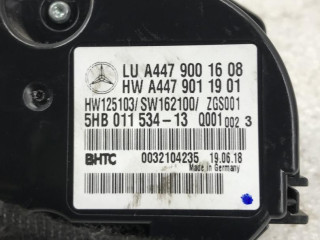 LU A447 900 16 08
HW A447 901 19 01
HW125103/SW162100/ ZGS001
5HB 011 534-13 0001 002 3
BHTC 0032104235 19.06.18
Made in Germany